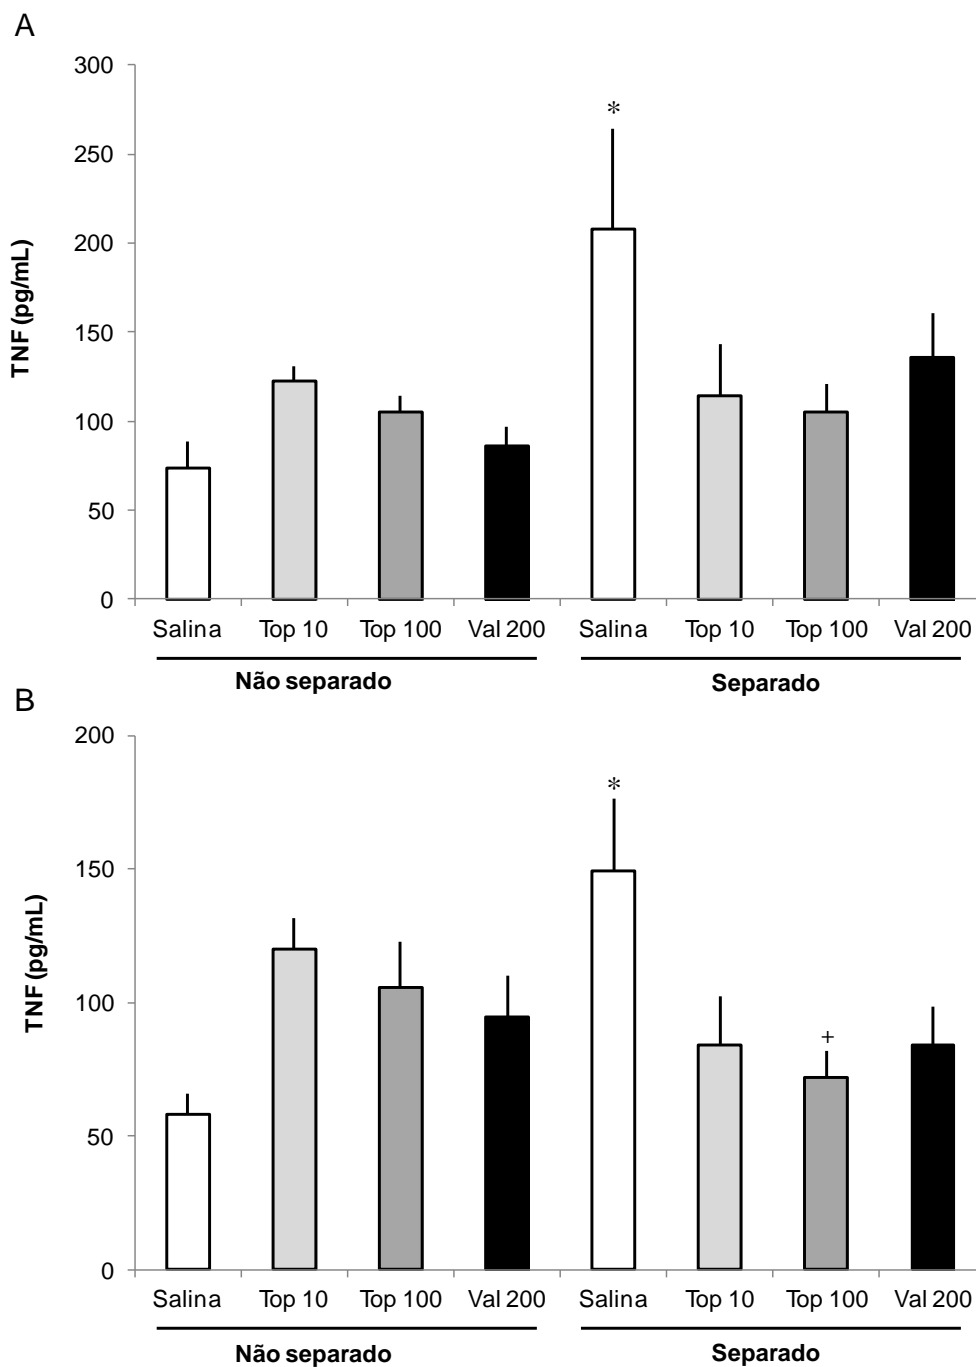 A
300
250
200
150
100
50
0
TNF (pg/mL)
*
Salina Top 10 Top 100 Val 200 Salina Top 10 Top 100 Val 200
Não separado Separado
B
200
150
100
50
0
TNF (pg/mL)
*
+
Salina Top 10 Top 100 Val 200 Salina Top 10 Top 100 Val 200
Não separado Separado